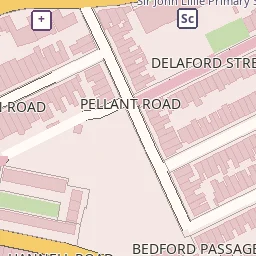 Sir John Lillie Primary S
Sc
DELAFORD STRE
PELLANT ROAD
ROAD
HANNELL ROAD
BEDFORD PASSAGE